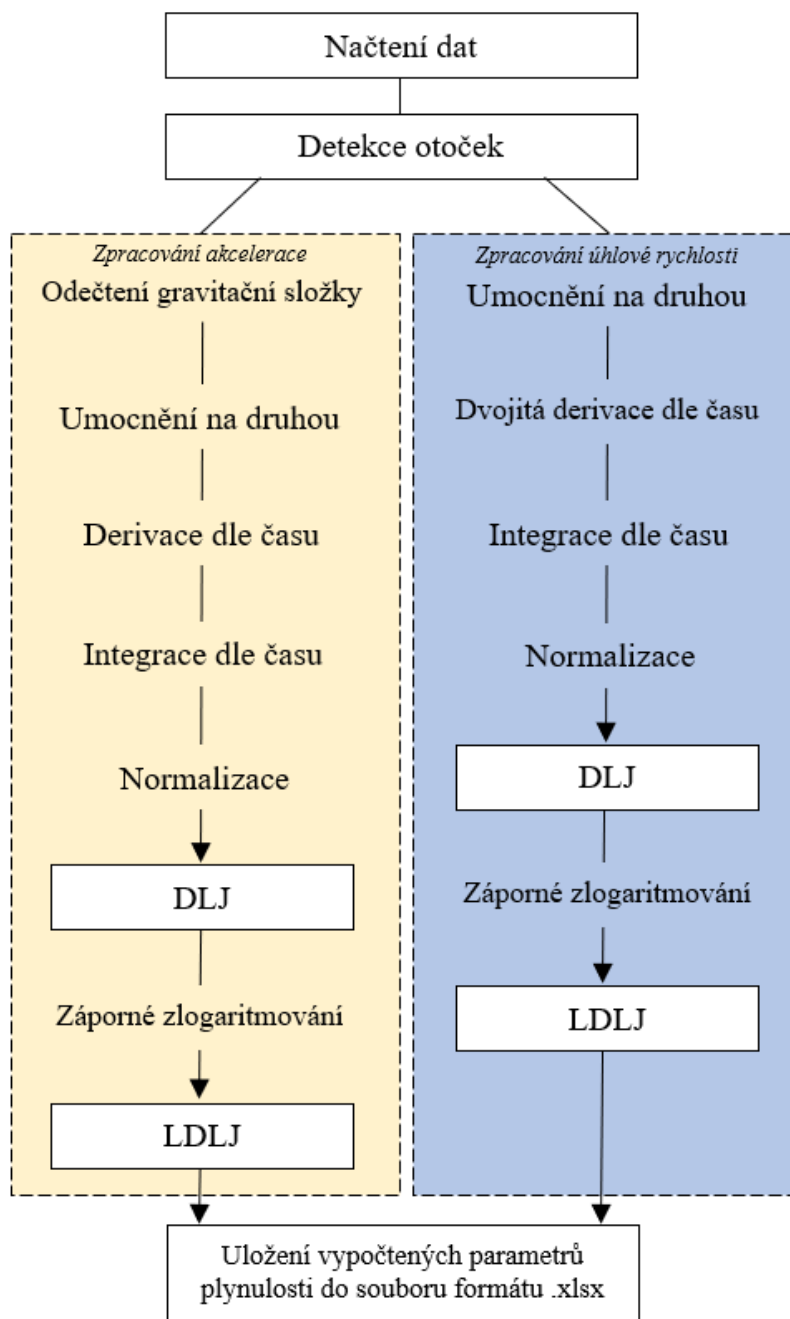 Načtení dat
Detekce otoček
Zpracování akcelerace
Odečtení gravitační složky
Umocnění na druhou
Derivace dle času
Integrace dle času
Normalizace
DLJ
Záporné zlogaritmování
LDLJ
Zpracování úhlové rychlosti
Umocnění na druhou
Dvojitá derivace dle času
Integrace dle času
Normalizace
DLJ
Záporné zlogaritmování
LDLJ
Uložení vypočtených parametrů
plynulosti do souboru formátu .xlsx